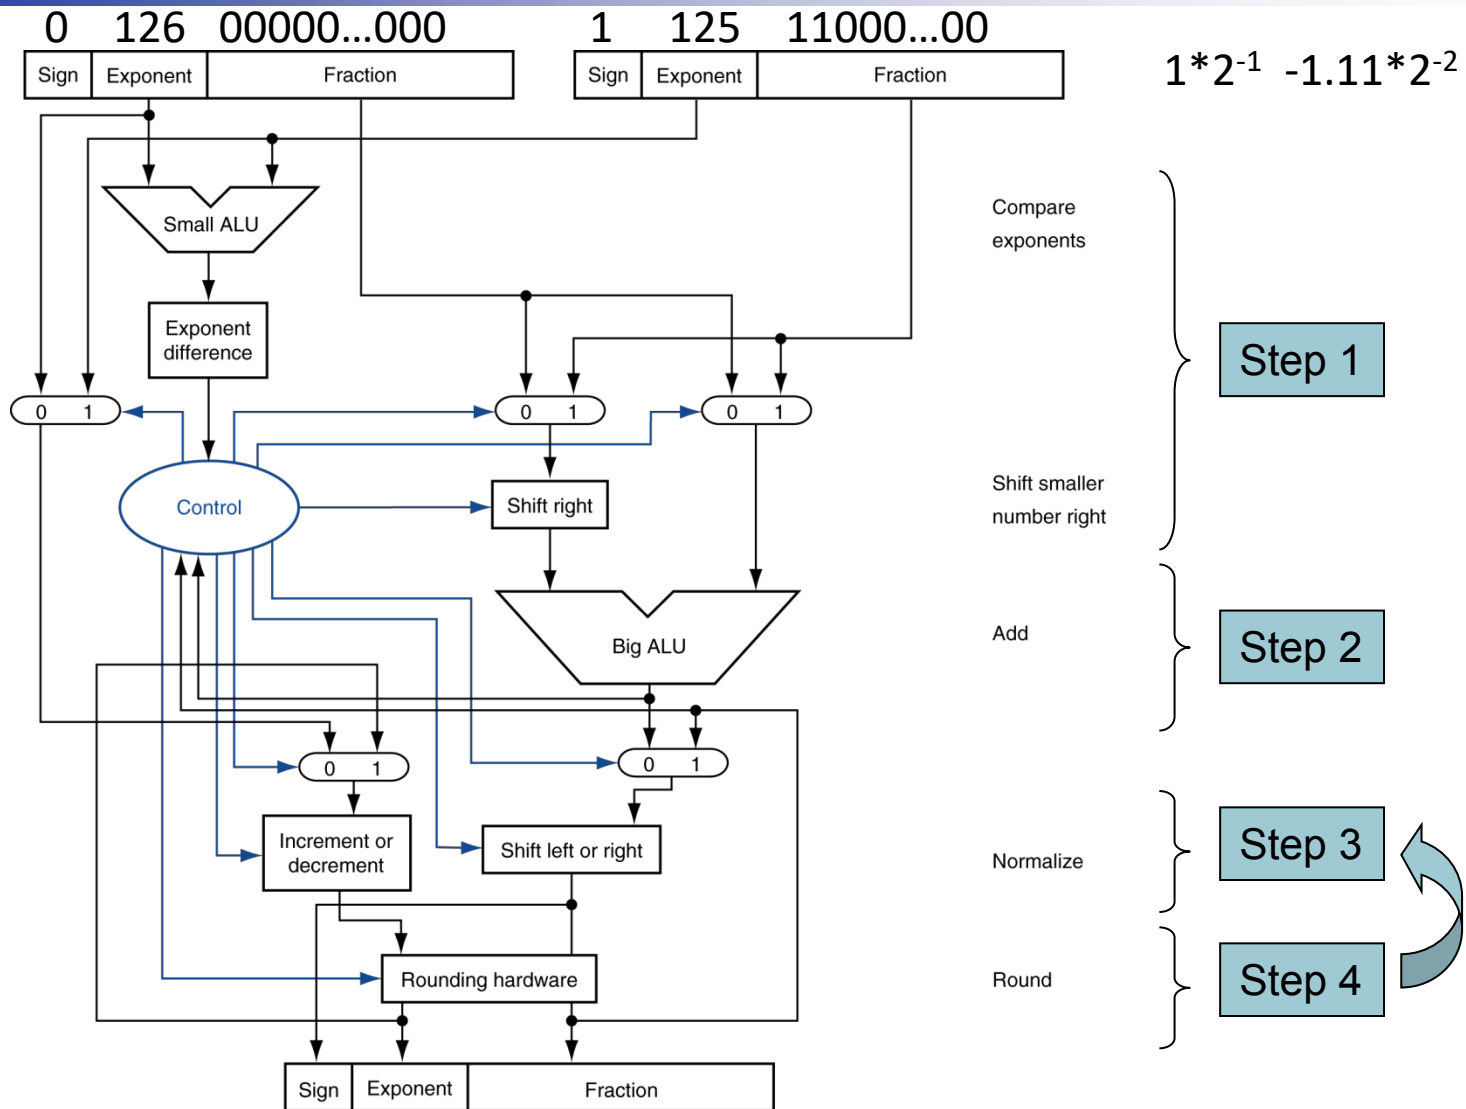 0 126 00000...000 1 125 11000...00
Sign Exponent Fraction Sign Exponent Fraction
1*2^-1 -1.11*2^-2
Small ALU
Compare
exponents
Exponent
difference
Step 1
0 1 0 1 0 1
Control
Shift right
Shift smaller
number right
Big ALU
Add
Step 2
0 1 0 1
Increment or
decrement
Shift left or right
Normalize
Step 3
Rounding hardware
Round
Step 4
Sign Exponent Fraction